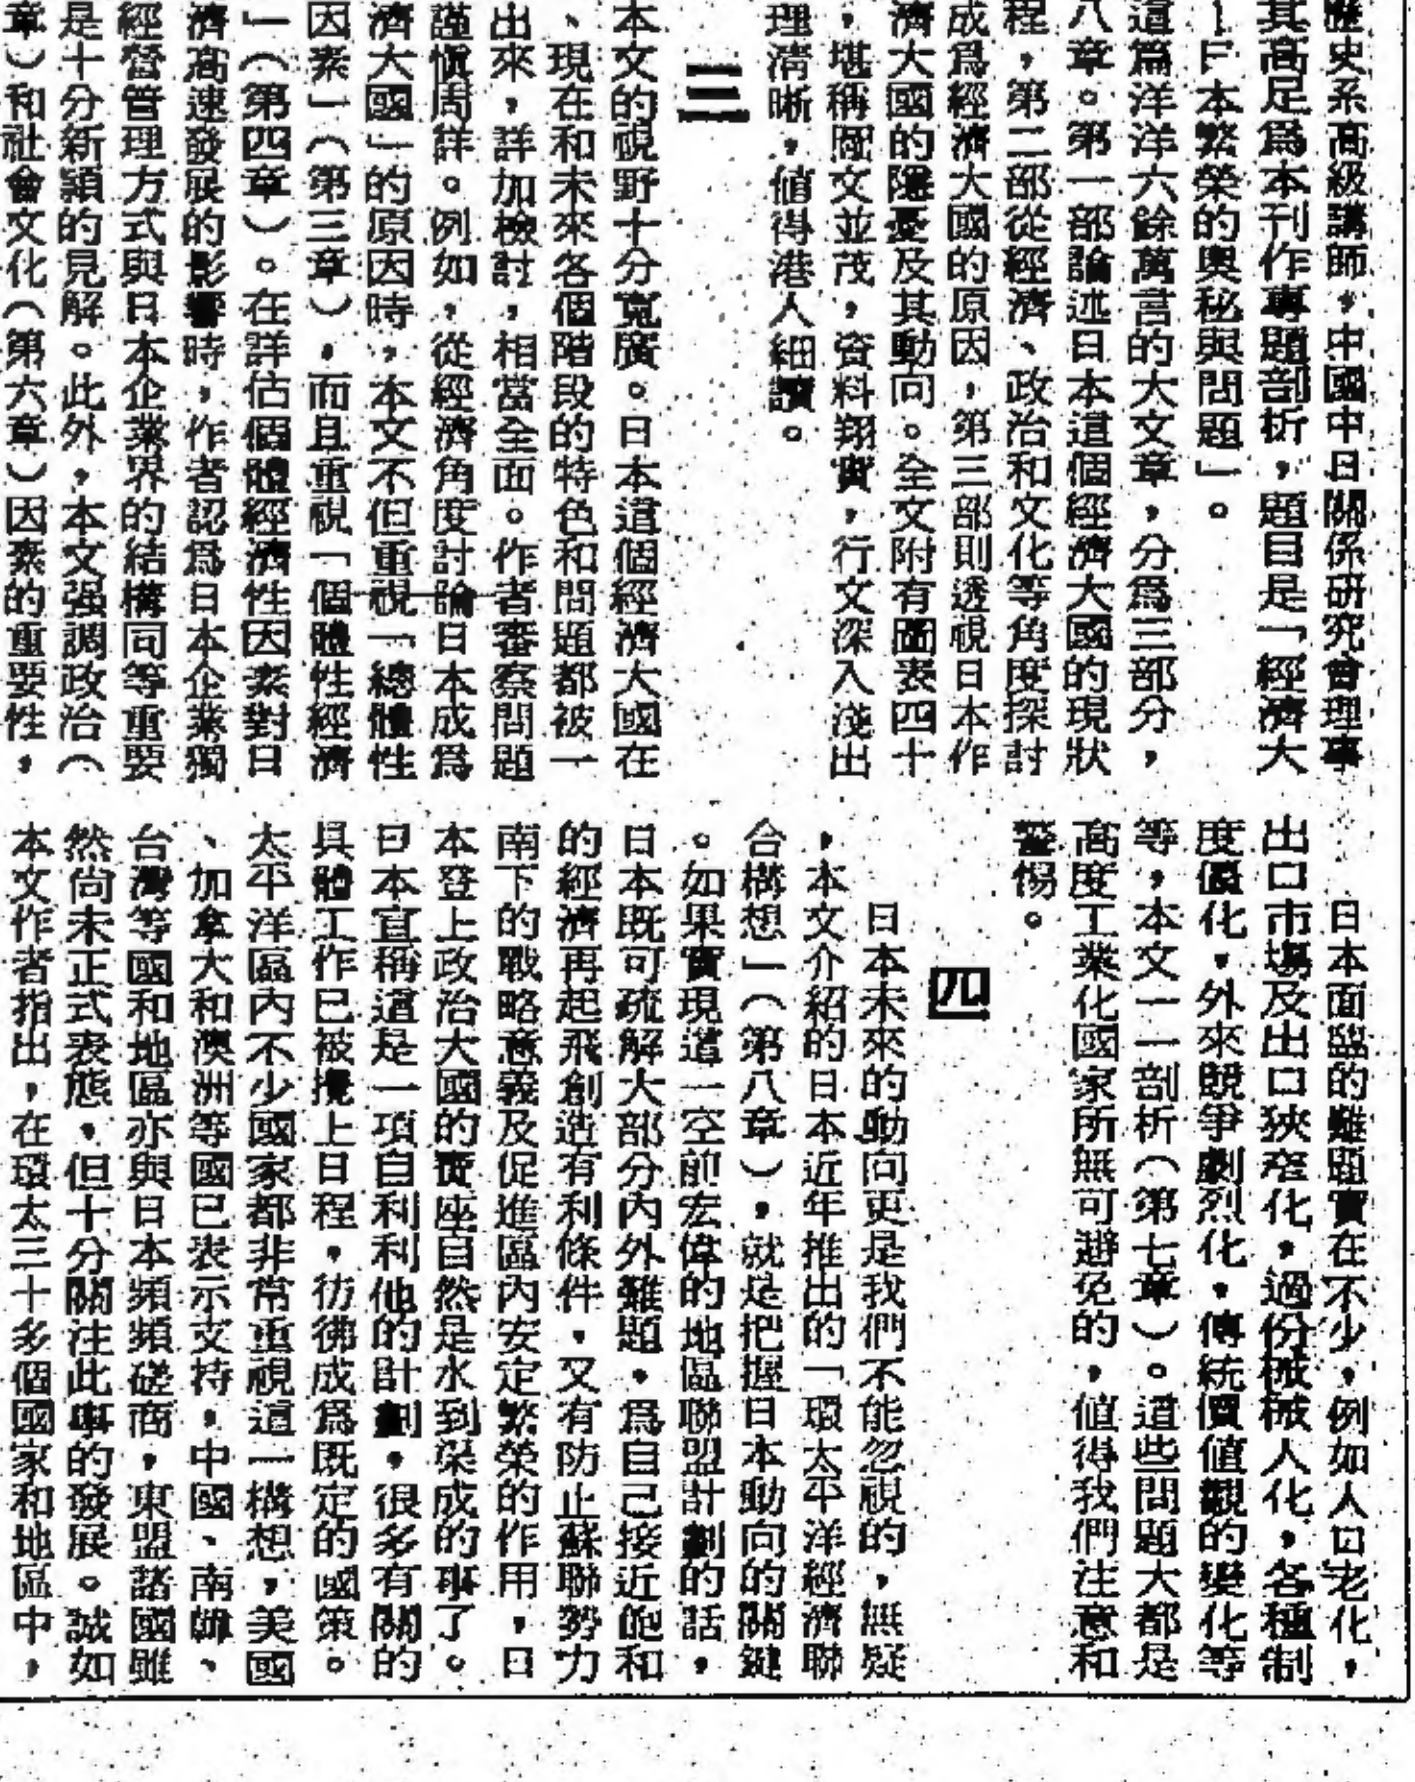 歷史系高級講師，中國中日關係研究會理事
其高足爲本刊作專題剖析，題目是「經濟大
——日本繁榮的奧秘與問題」。
這篇洋洋六餘萬言的大文章，分爲三部分，
八章。第一部論述日本這個經濟大國的現狀
程，第二部從經濟、政治和文化等角度探討
成爲經濟大國的原因，第三部則透視日本作
濟大國的隱憂及其動向。全文附有圖表四十
，堪稱圖文並茂，資料翔實，行文深入淺出
理清晰，値得港人細讀。
三
本文的視野十分寬廣。日本這個經濟大國在
、現在和未來各個階段的特色和問題都被一
出來，詳加檢討，相當全面。作者審察問題
謹愼周詳。例如，從經濟角度討論日本成爲
濟大國」的原因時，本文不但重視「總體性
因素」（第三章），而且重視「個體性經濟
」（第四章）。在詳估個體經濟性因素對日
濟高速發展的影響時，作者認爲日本企業獨
經營管理方式與日本企業界的結構同等重要
是十分新穎的見解。此外，本文强調政治（
章）和社會文化（第六章）因素的重要性，
日本面臨的難題實在不少，例如人口老化，
出口市場及出口狹窄化，過份機械人化，各種制
度僵化，外來競爭劇烈化，傳統價値觀的變化等
等，本文一一剖析（第七章）。這些問題大都是
高度工業化國家所無可避免的，値得我們注意和
警惕。
四
日本未來的動向更是我們不能忽視的，無疑
，本文介紹的日本近年推出的「環太平洋經濟聯
合構想」（第八章），就是把握日本動向的關鍵
。如果實現這一空前宏偉的地區聯盟計劃的話，
日本既可疏解大部分內外難題，爲自己接近飽和
的經濟再起飛創造有利條件，又有防止蘇聯勢力
南下的戰略意義及促進區內安定繁榮的作用，日
本登上政治大國的寶座自然是水到渠成的事了。
日本宣稱這是一項自利利他的計劃，很多有關的
具體工作已被攪上日程，彷彿成爲既定的國策。
太平洋區內不少國家都非常重視這一構想，美國
、加拿大和澳洲等國已表示支持，中國、南韓、
台灣等國和地區亦與日本頻頻磋商，東盟諸國雖
然尚未正式表態，但十分關注此事的發展。誠如
本文作者指出，在環太三十多個國家和地區中，